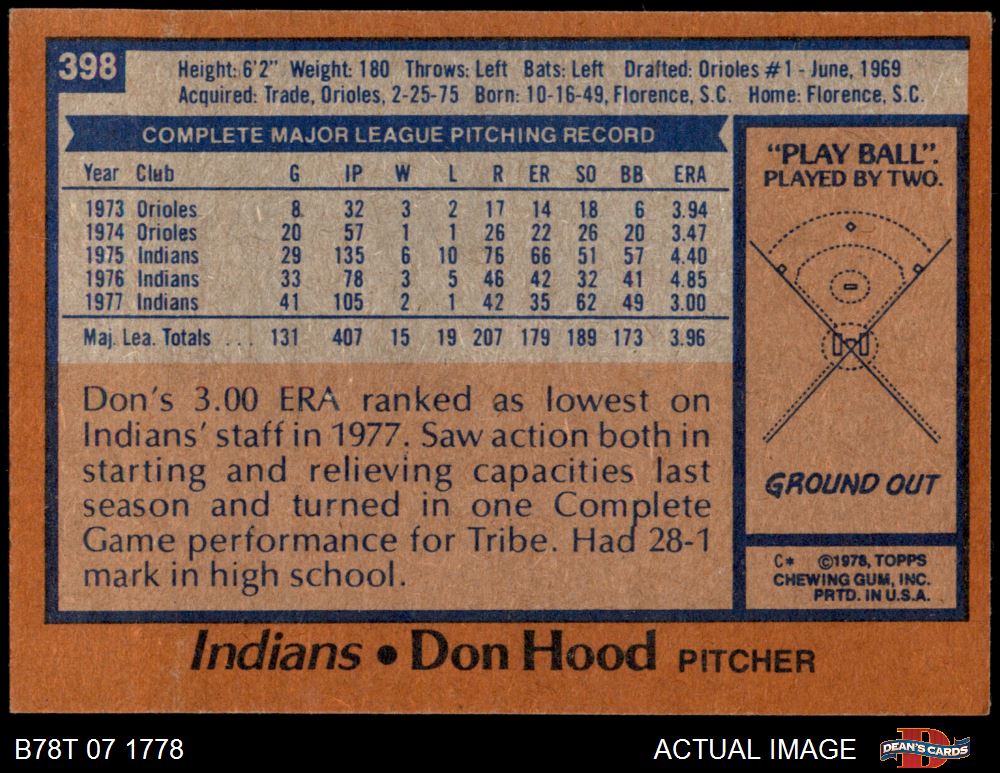 398
Height: 6'2" Weight: 180 Throws: Left Bats: Left Drafted: Orioles #1 - June, 1969
Acquired: Trade, Orioles, 2-25-75 Born: 10-16-49, Florence, S.C. Home: Florence, S.C.
COMPLETE MAJOR LEAGUE PITCHING RECORD
Year Club G IP W L R ER SO BB ERA
1973 Orioles 8 32 3 2 17 14 18 6 3.94
1974 Orioles 20 57 1 1 26 22 26 20 3.47
1975 Indians 29 135 6 10 76 66 51 57 4.40
1976 Indians 33 78 3 5 46 42 32 41 4.85
1977 Indians 41 105 2 1 42 35 62 49 3.00
Maj. Lea. Totals ... 131 407 15 19 207 179 189 173 3.96
Don's 3.00 ERA ranked as lowest on
Indians' staff in 1977. Saw action both in
starting and relieving capacities last
season and turned in one Complete
Game performance for Tribe. Had 28-1
mark in high school.
"PLAY BALL".
PLAYED BY TWO.
GROUND OUT
C* ©1978, TOPPS
CHEWING GUM, INC.
PRTD. IN U.S.A.
Indians • Don Hood PITCHER
B78T 07 1778
ACTUAL IMAGE
DEAN'S CARDS